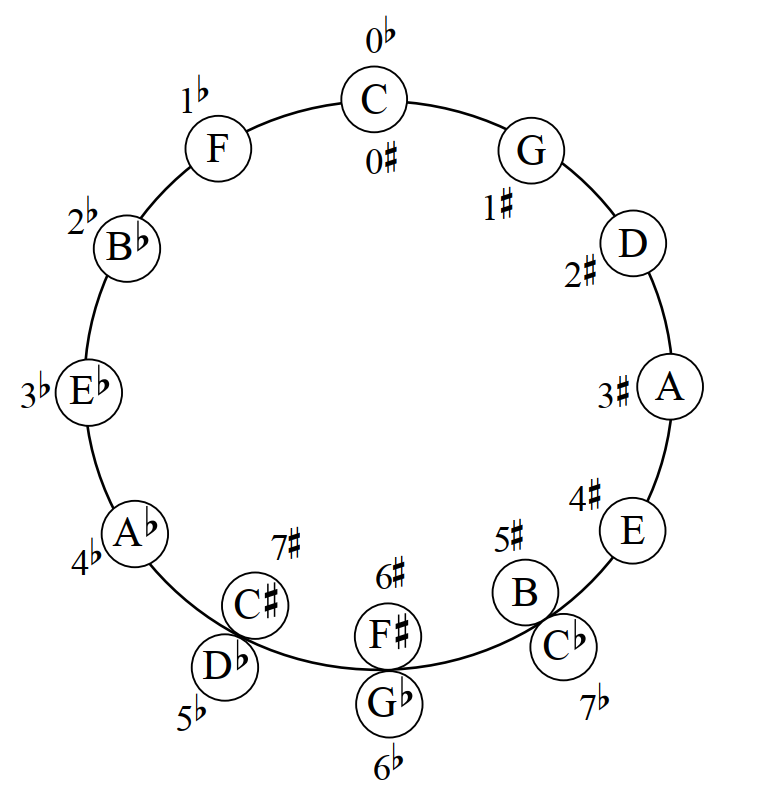 0♭
C
0♯
1♭
F
G
1♯
2♭
B♭
D
2♯
3♭
E♭
3♯
A
4♭
A♭
4♯
E
7♯
C♯
D♭
5♭
6♯
F♯
G♭
6♭
5♯
B
C♭
7♭